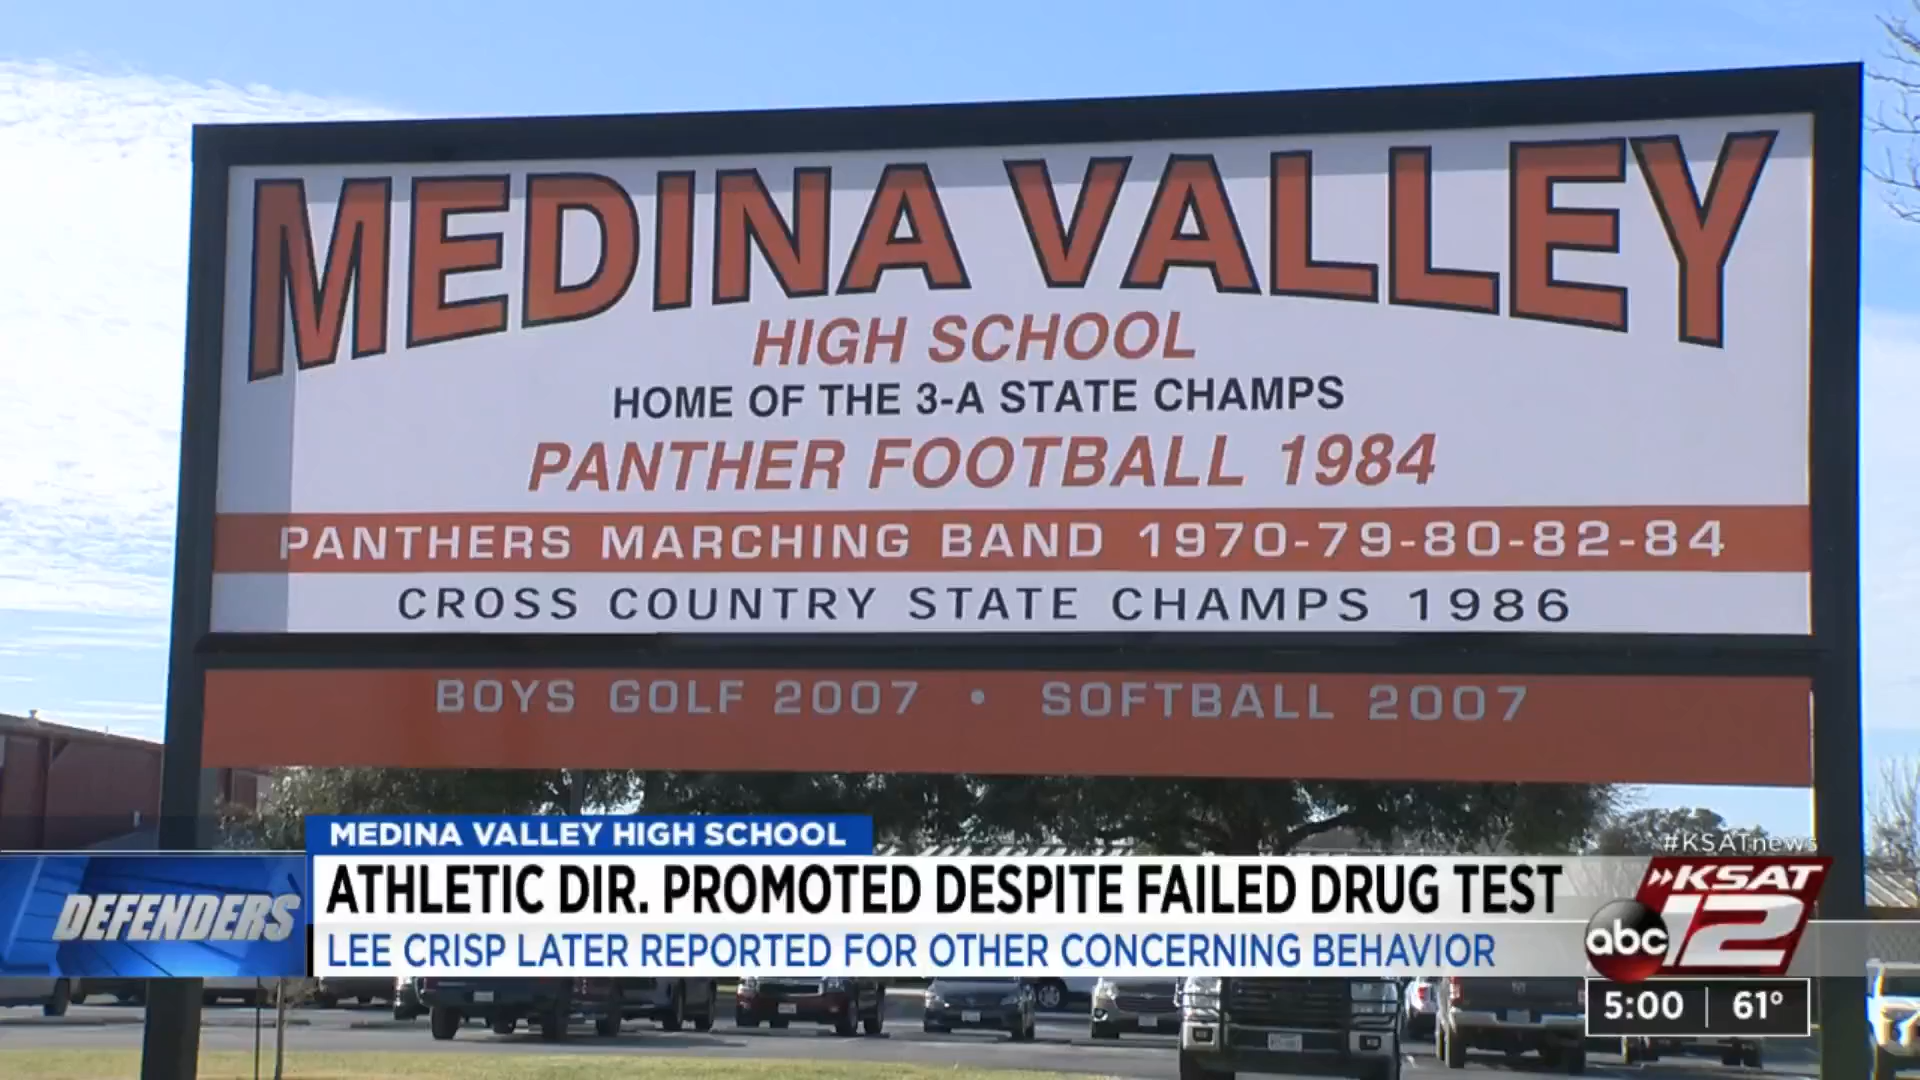 MEDINA VALLEY
HIGH SCHOOL
HOME OF THE 3-A STATE CHAMPS
PANTHER FOOTBALL 1984
PANTHERS MARCHING BAND 1970-79-80-82-84
CROSS COUNTRY STATE CHAMPS 1986
BOYS GOLF 2007 • SOFTBALL 2007
MEDINA VALLEY HIGH SCHOOL
#KSATnews
DEFENDERS
ATHLETIC DIR. PROMOTED DESPITE FAILED DRUG TEST
LEE CRISP LATER REPORTED FOR OTHER CONCERNING BEHAVIOR
KSAT
abc 12
5:00 61°